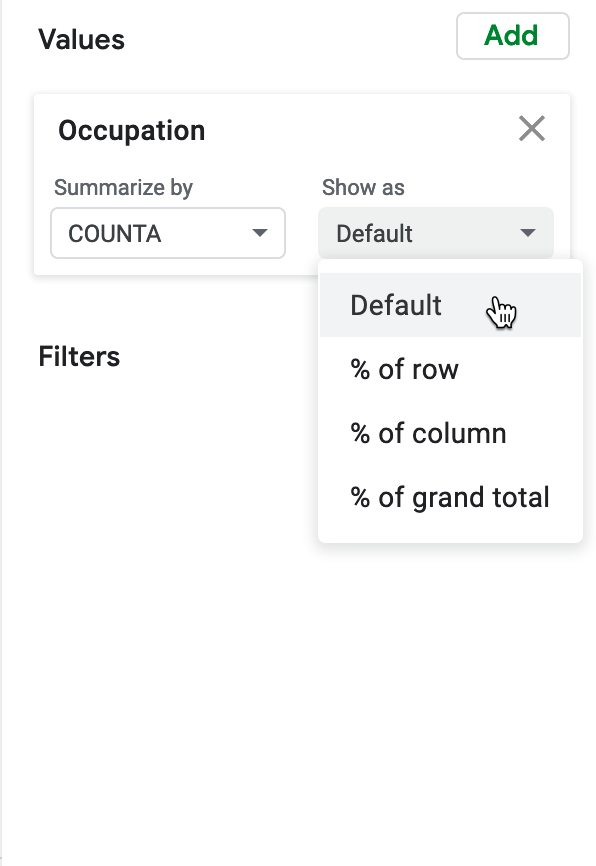 Values
Add
Occupation
Summarize by
Show as
COUNTA
Default
Default
% of row
Filters
% of column
% of grand total